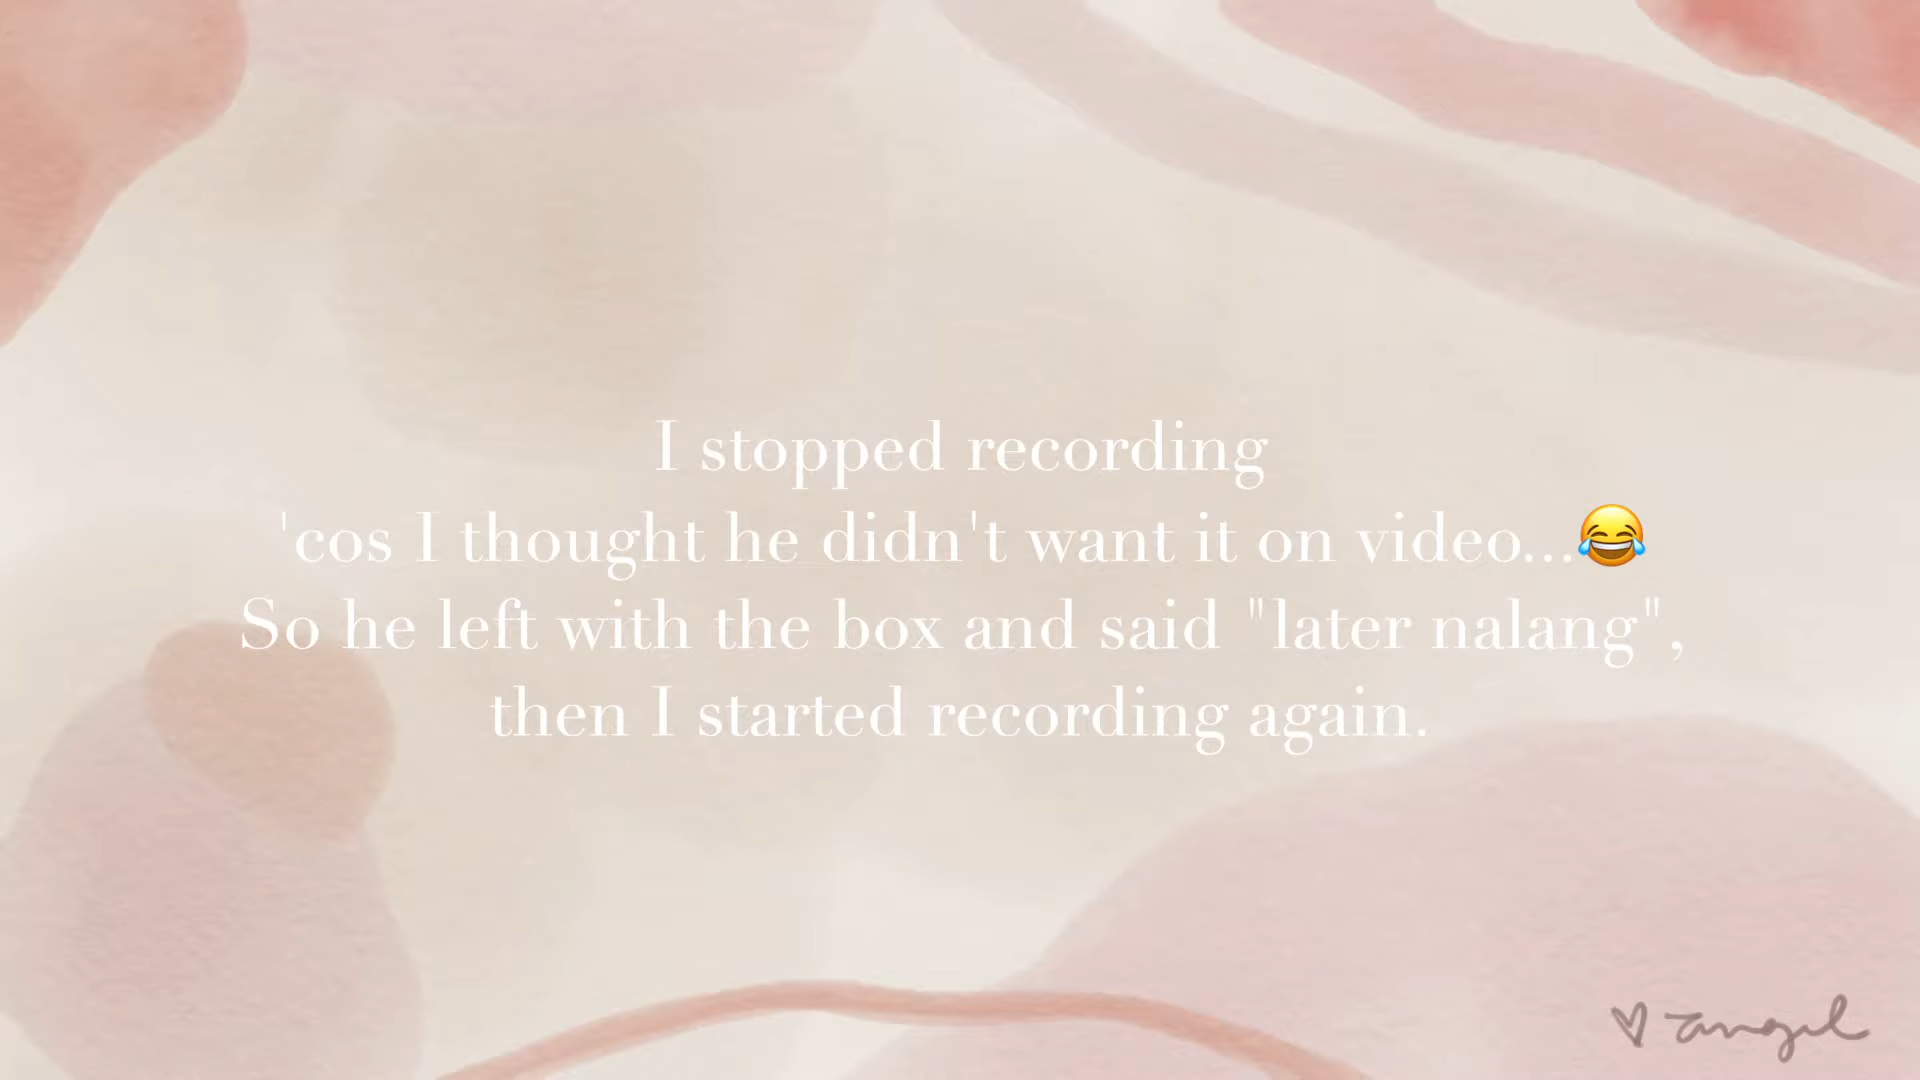 I stopped recording
'cos I thought he didn't want it on video...😂
So he left with the box and said "later nalang",
then I started recording again.
♡ angel